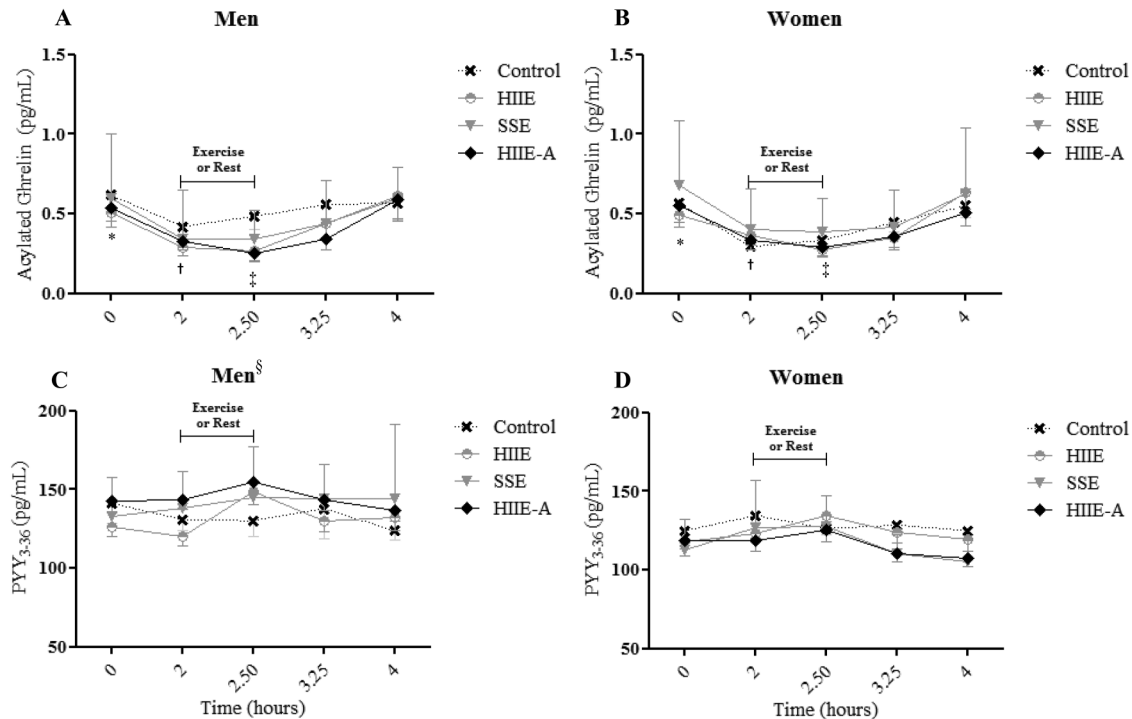 A
Men
Acylated Ghrelin (pg/mL)
1.5
1.0
0.5
0.0
Exercise
or Rest
*
†
‡
0
2
2.50
3.25
4
Control
HIIE
SSE
HIIE-A
B
Women
Acylated Ghrelin (pg/mL)
1.5
1.0
0.5
0.0
Exercise
or Rest
*
†
‡
0
2
2.50
3.25
4
Control
HIIE
SSE
HIIE-A
C
Men§
PYY3-36 (pg/mL)
200
150
100
50
Exercise
or Rest
0
2
2.50
3.25
4
Time (hours)
Control
HIIE
SSE
HIIE-A
D
Women
PYY3-36 (pg/mL)
200
150
100
50
Exercise
or Rest
0
2
2.50
3.25
4
Time (hours)
Control
HIIE
SSE
HIIE-A